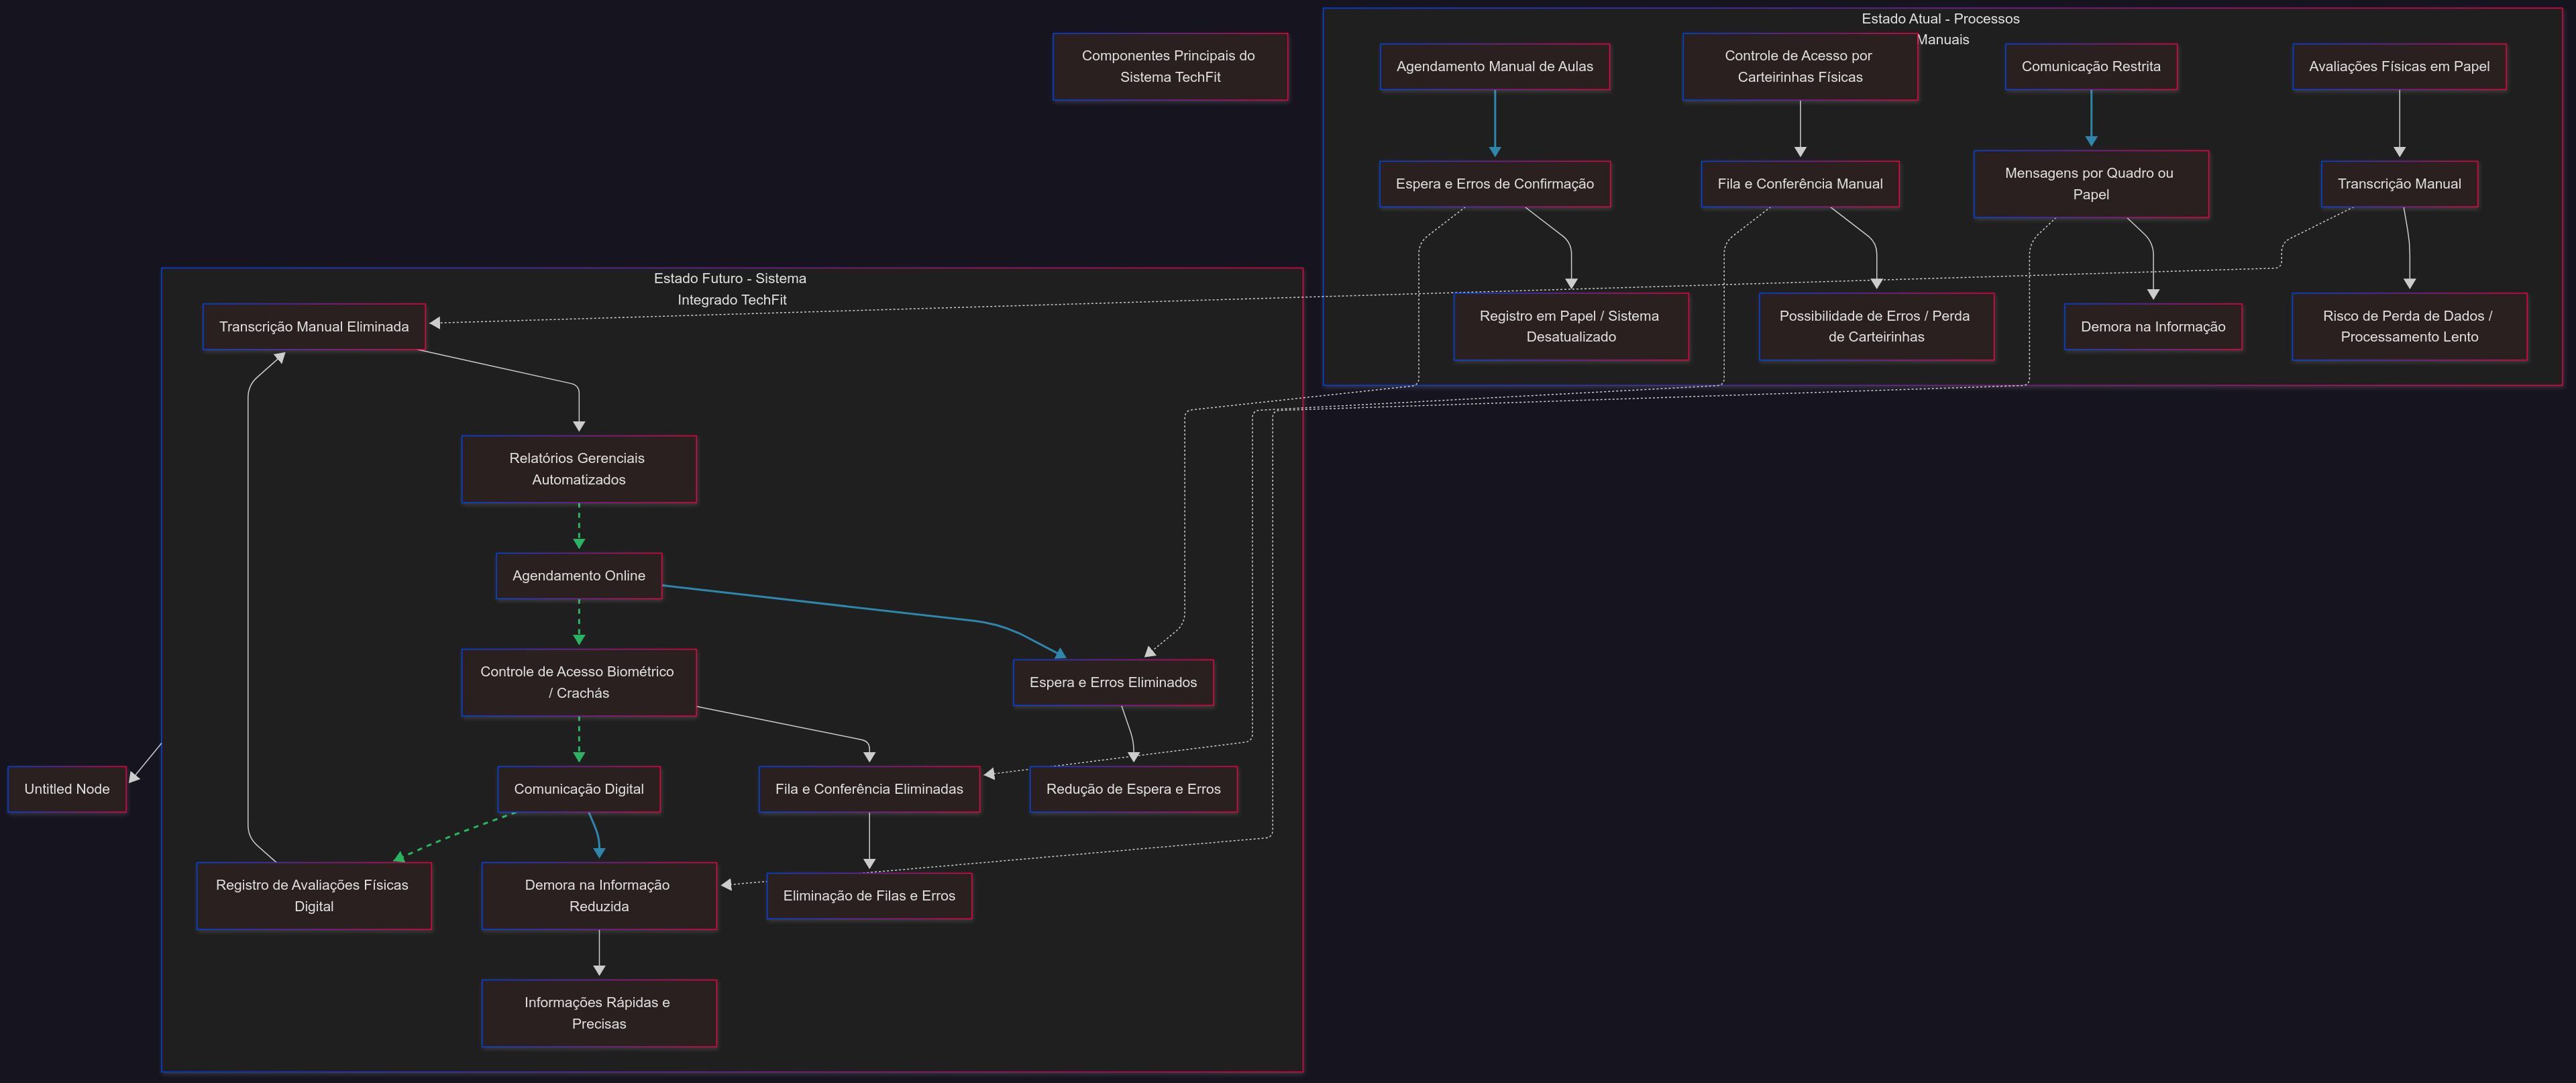 Componentes Principais do
Sistema TechFit
Estado Atual - Processos
Manuais
Agendamento Manual de Aulas
Controle de Acesso por
Carteirinhas Físicas
Comunicação Restrita
Avaliações Físicas em Papel
Espera e Erros de Confirmação
Fila e Conferência Manual
Mensagens por Quadro ou
Papel
Transcrição Manual
Registro em Papel / Sistema
Desatualizado
Possibilidade de Erros / Perda
de Carteirinhas
Demora na Informação
Risco de Perda de Dados /
Processamento Lento
Estado Futuro - Sistema
Integrado TechFit
Transcrição Manual Eliminada
Relatórios Gerenciais
Automatizados
Agendamento Online
Controle de Acesso Biométrico
/ Crachás
Espera e Erros Eliminados
Untitled Node
Comunicação Digital
Fila e Conferência Eliminadas
Redução de Espera e Erros
Registro de Avaliações Físicas
Digital
Demora na Informação
Reduzida
Eliminação de Filas e Erros
Informações Rápidas e
Precisas